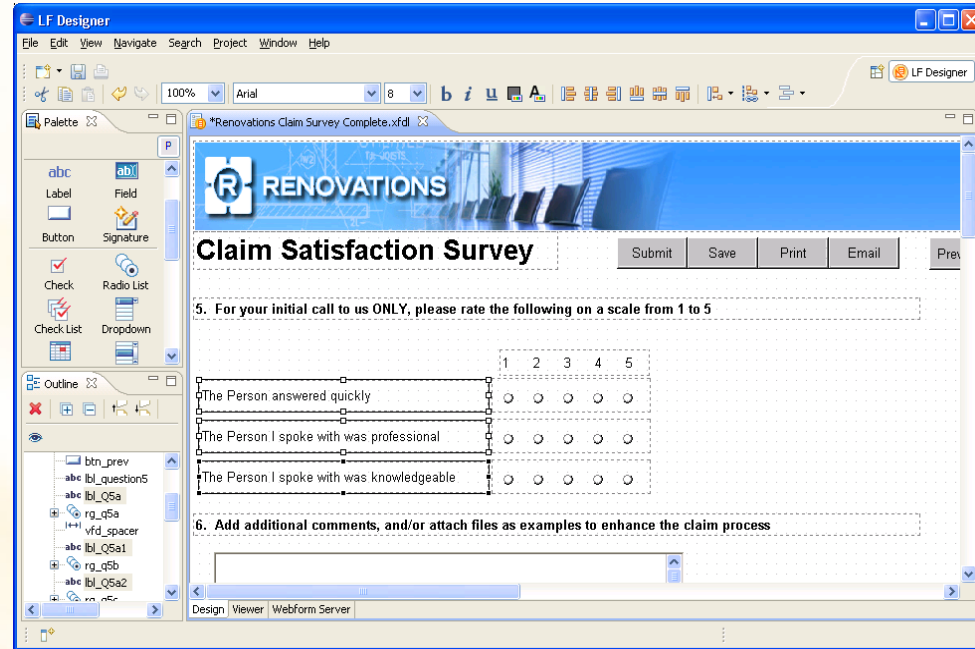 LF Designer
File Edit View Navigate Search Project Window Help
LF Designer
100% Arial 8 b i u A
Palette
*Renovations Claim Survey Complete.xfdl
P
abc
Label Field
Button Signature
Check Radio List
Check List Dropdown
R RENOVATIONS
Claim Satisfaction Survey
Submit Save Print Email Prev
5. For your initial call to us ONLY, please rate the following on a scale from 1 to 5
1 2 3 4 5
The Person answered quickly
The Person I spoke with was professional
The Person I spoke with was knowledgeable
6. Add additional comments, and/or attach files as examples to enhance the claim process
Outline
btn_prev
abc lbl_question5
abc lbl_Q5a
rg_q5a
vfd_spacer
abc lbl_Q5a1
rg_q5b
abc lbl_Q5a2
rg_q5c
Design Viewer Webform Server